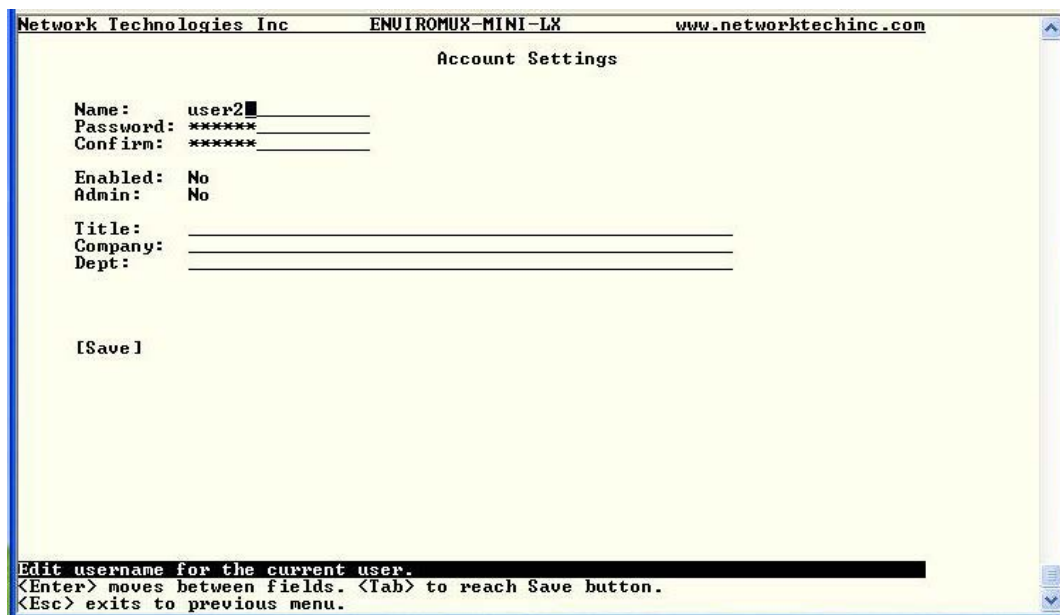 Network Technologies Inc ENVIROMUX-MINI-LX www.networktechinc.com
Account Settings
Name: user2
Password: ******
Confirm: ******
Enabled: No
Admin: No
Title:
Company:
Dept:
[Save]
Edit username for the current user.
<Enter> moves between fields. <Tab> to reach Save button.
<Esc> exits to previous menu.